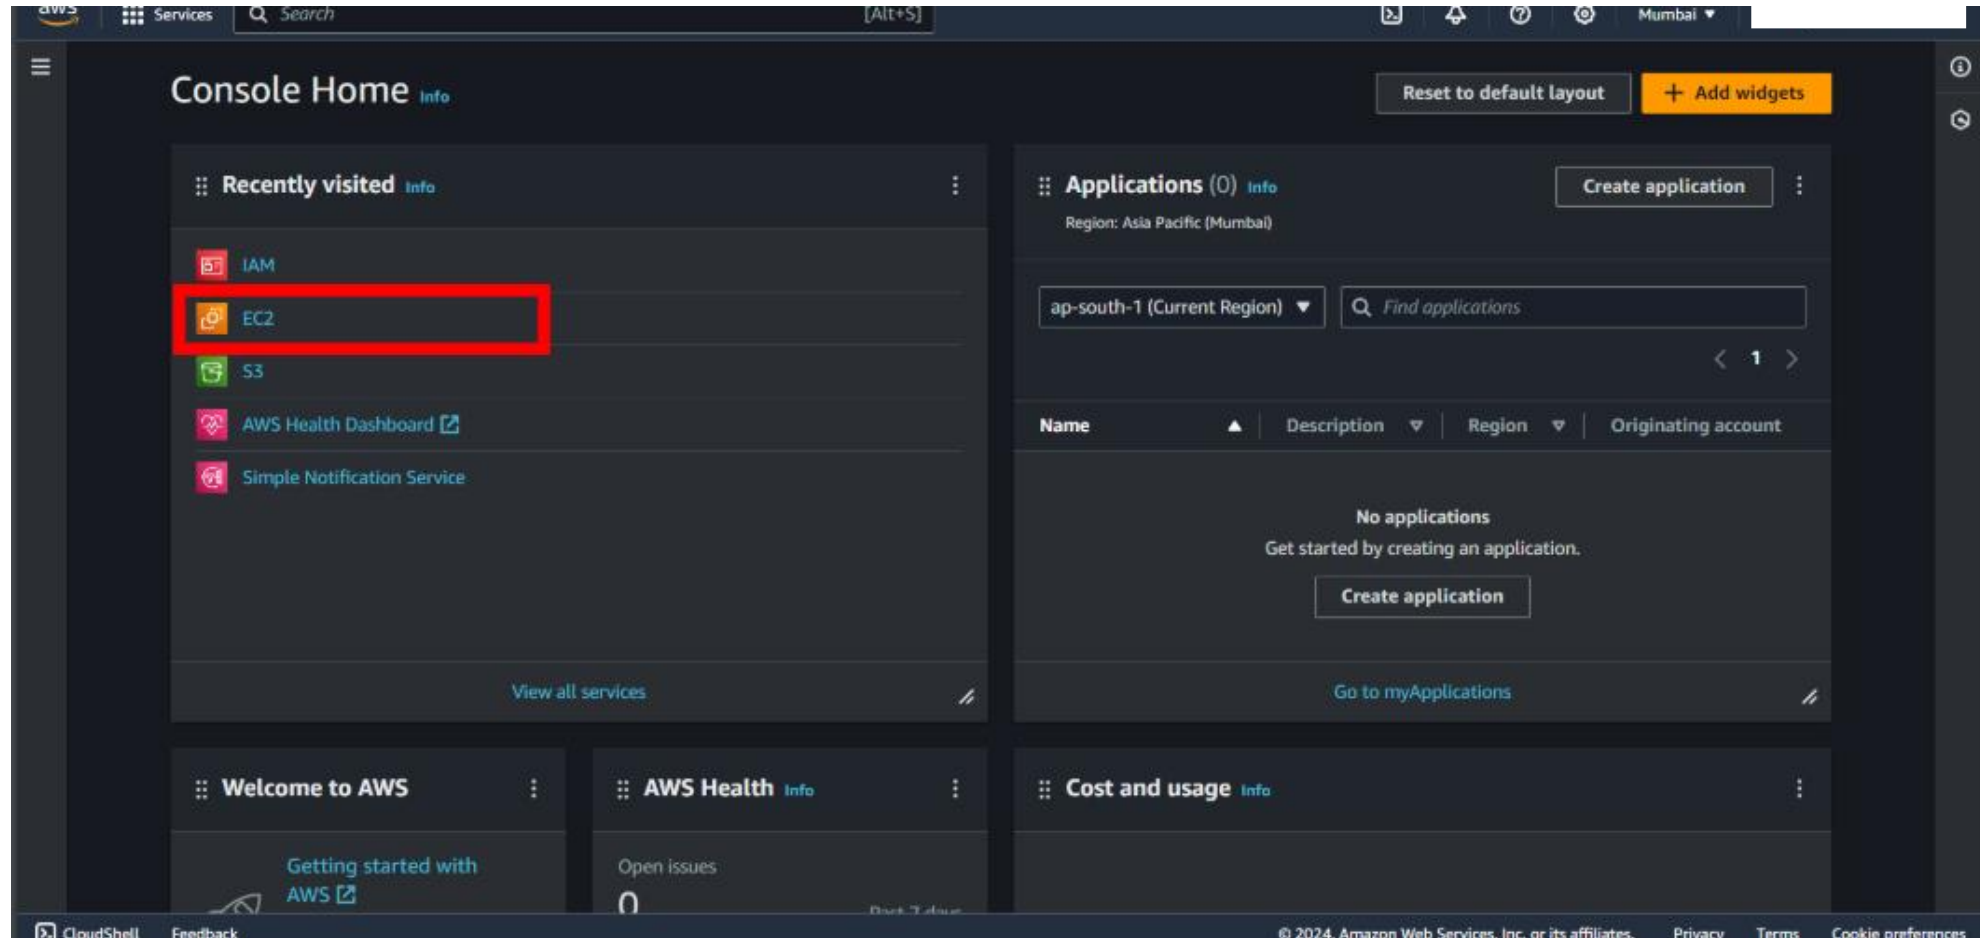 aws Services Search [Alt+S] Mumbai
Console Home Info
Reset to default layout
+ Add widgets
Recently visited Info
IAM
EC2
S3
AWS Health Dashboard
Simple Notification Service
View all services
Applications (0) Info
Create application
Region: Asia Pacific (Mumbai)
ap-south-1 (Current Region)
Find applications
1
Name Description Region Originating account
No applications
Get started by creating an application.
Create application
Go to myApplications
Welcome to AWS
Getting started with
AWS
AWS Health Info
Open issues
0
Past 7 days
Cost and usage Info
CloudShell Feedback © 2024, Amazon Web Services, Inc. or its affiliates. Privacy Terms Cookie preferences